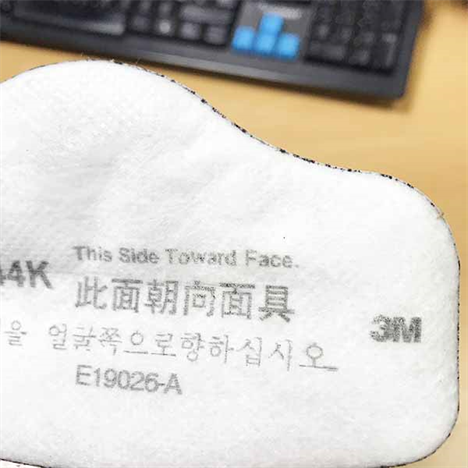 44K
This Side Toward Face.
此面朝向面具
을 얼굴쪽으로향하십시오
3M
E19026-A